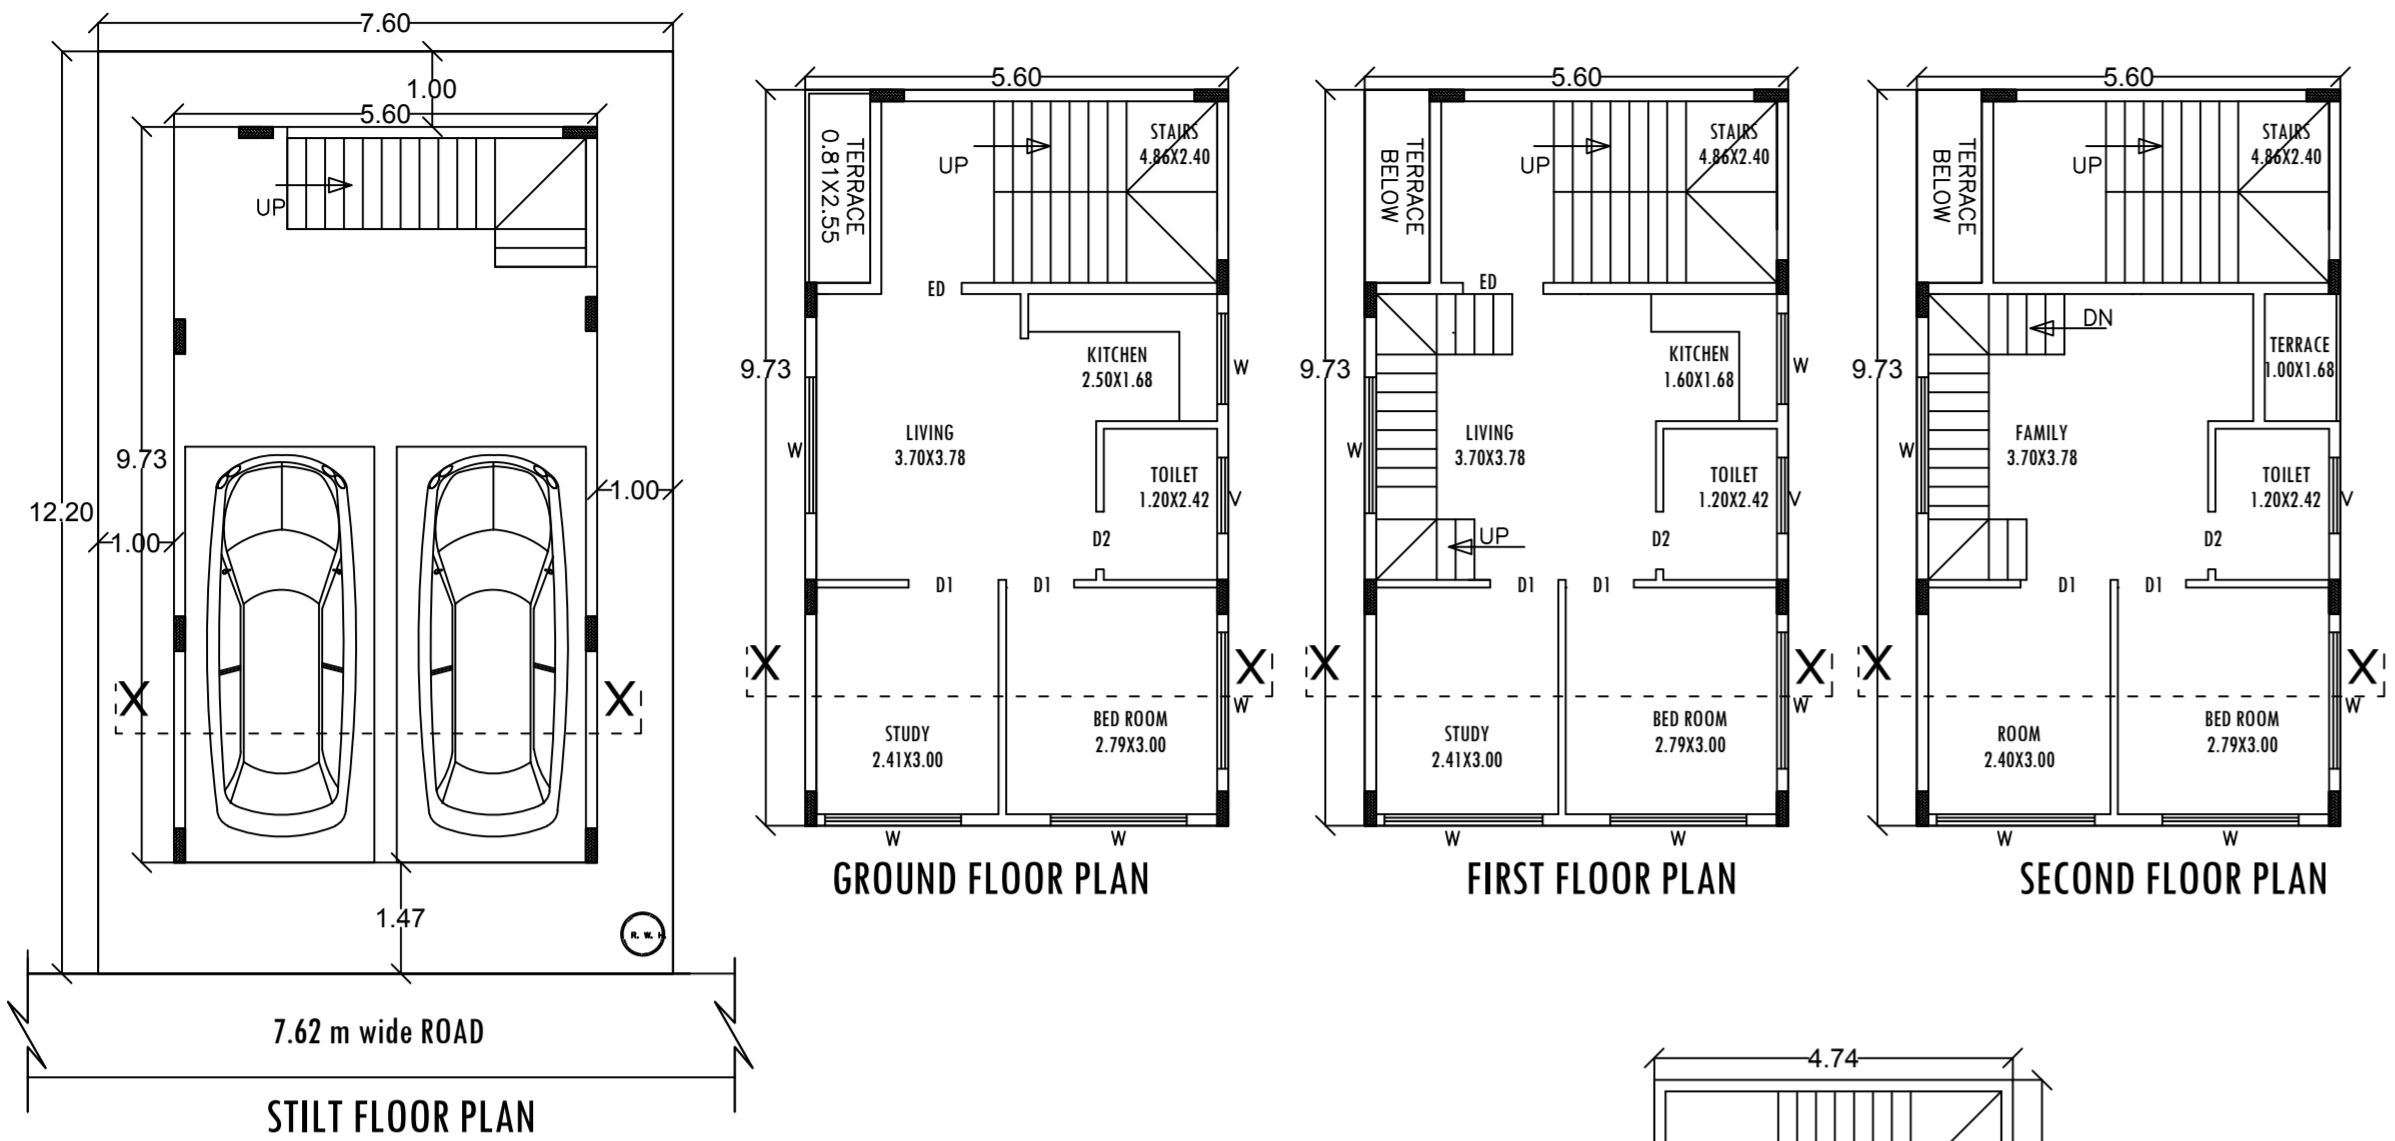 7.60
1.00
5.60
UP
9.73
12.20
1.00
1.00
X
X
1.47
R. W. H
7.62 m wide ROAD
STILT FLOOR PLAN
5.60
TERRACE
0.81X2.55
STAIRS
4.86X2.40
UP
ED
9.73
KITCHEN
2.50X1.68
W
LIVING
3.70X3.78
W
TOILET
1.20X2.42
V
D2
D1
D1
X
X
W
STUDY
2.41X3.00
BED ROOM
2.79X3.00
W
W
GROUND FLOOR PLAN
5.60
TERRACE
BELOW
STAIRS
4.86X2.40
UP
ED
9.73
KITCHEN
1.60X1.68
W
LIVING
3.70X3.78
W
TOILET
1.20X2.42
V
UP
D2
D1
D1
X
X
W
STUDY
2.41X3.00
BED ROOM
2.79X3.00
W
W
FIRST FLOOR PLAN
5.60
TERRACE
BELOW
STAIRS
4.86X2.40
UP
DN
9.73
TERRACE
1.00X1.68
FAMILY
3.70X3.78
W
TOILET
1.20X2.42
V
D2
D1
D1
X
X
W
ROOM
2.40X3.00
BED ROOM
2.79X3.00
W
W
SECOND FLOOR PLAN
4.74